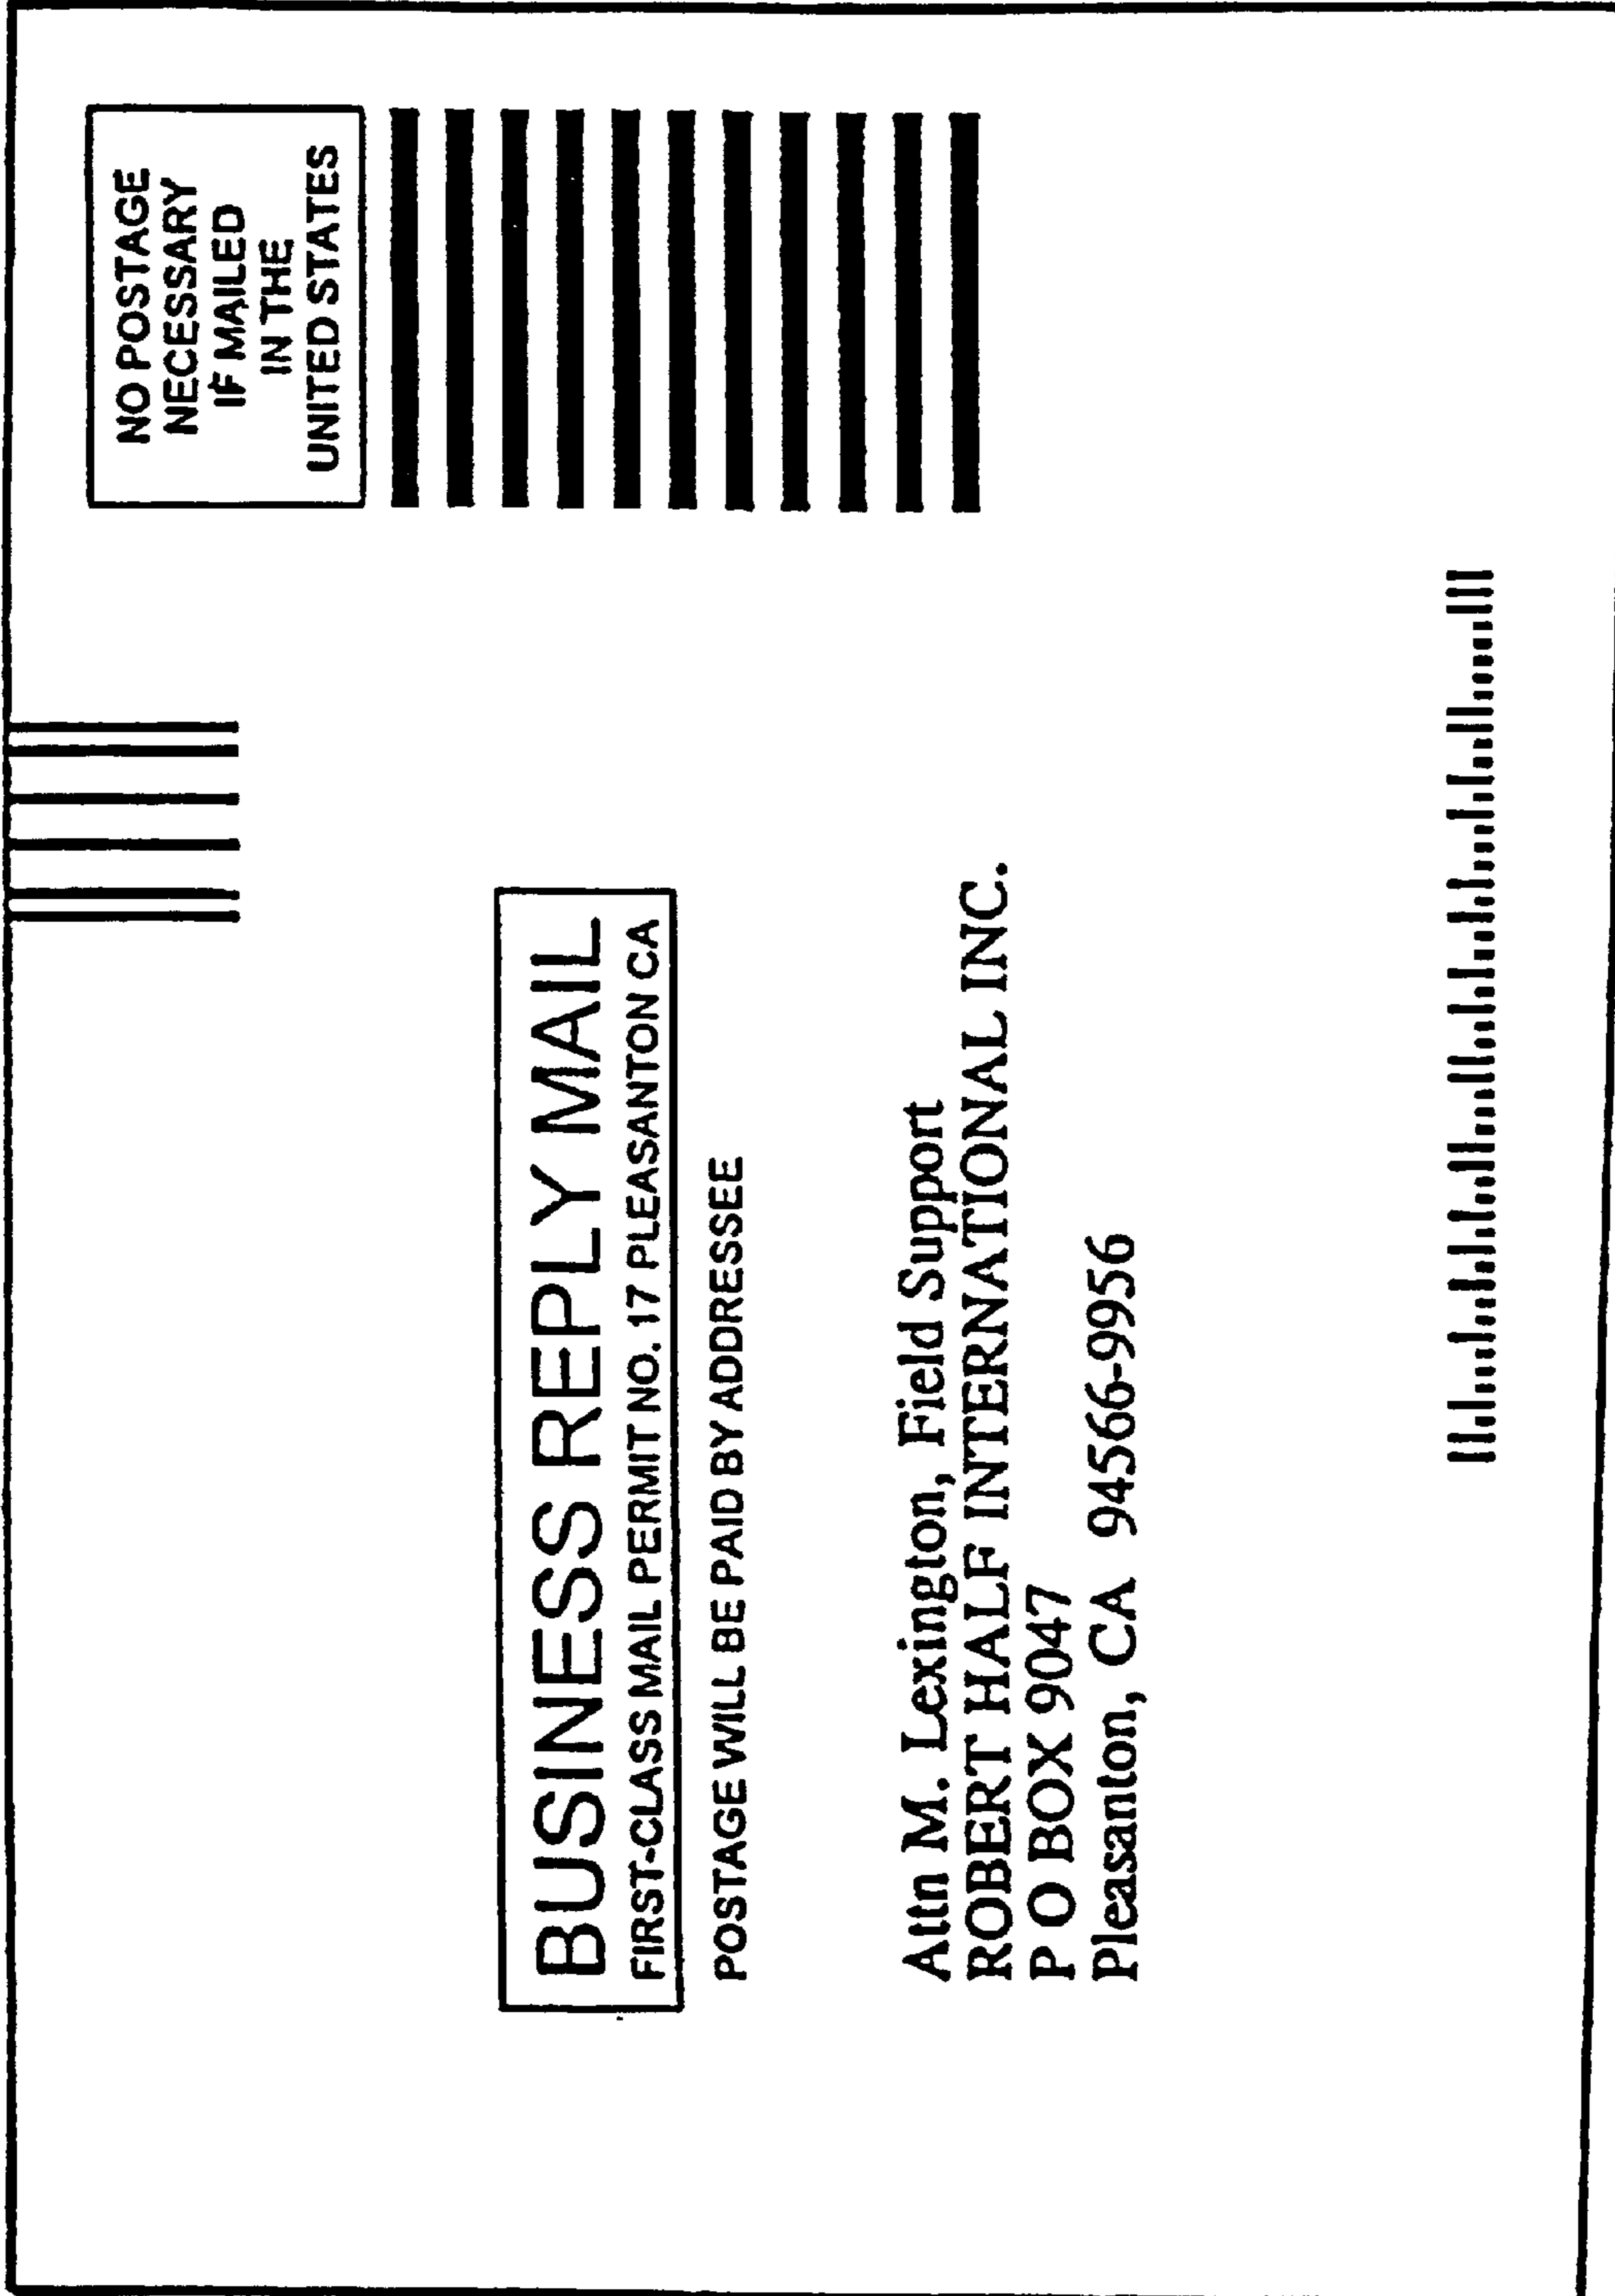 NO POSTAGE
NECESSARY
IF MAILED
IN THE
UNITED STATES
BUSINESS REPLY MAIL
FIRST-CLASS MAIL PERMIT NO. 17 PLEASANTON CA
POSTAGE WILL BE PAID BY ADDRESSEE
Attn M. Lexington, Field Support
ROBERT HALF INTERNATIONAL INC.
P O BOX 9047
Pleasanton, CA 94566-9956